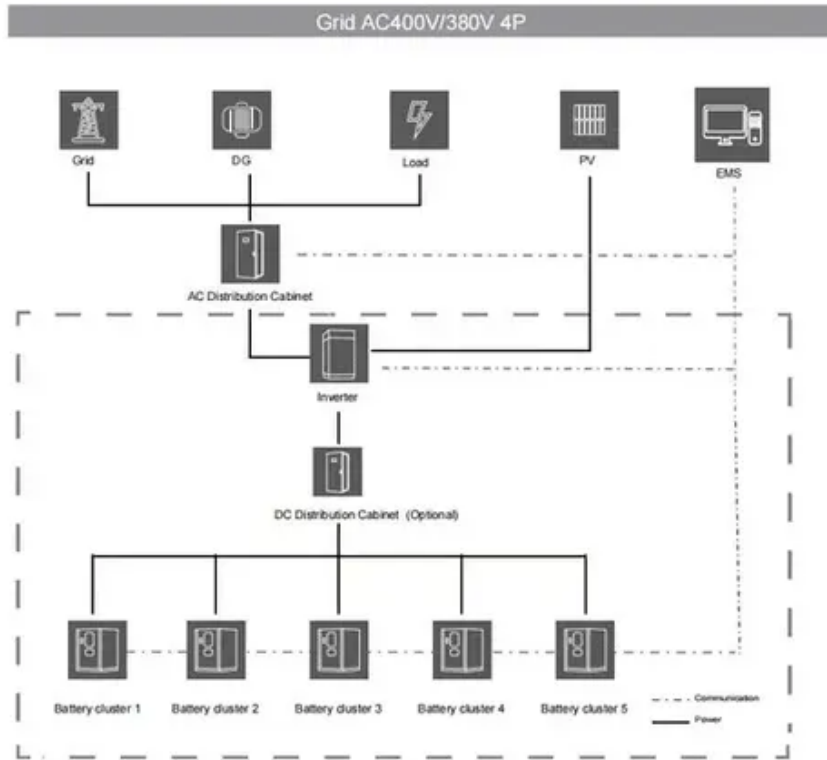 Grid AC400V/380V 4P
Grid
DG
Load
PV
EMS
AC Distribution Cabinet
Inverter
DC Distribution Cabinet (Optional)
Battery cluster 1
Battery cluster 2
Battery cluster 3
Battery cluster 4
Battery cluster 5
Communication
Power